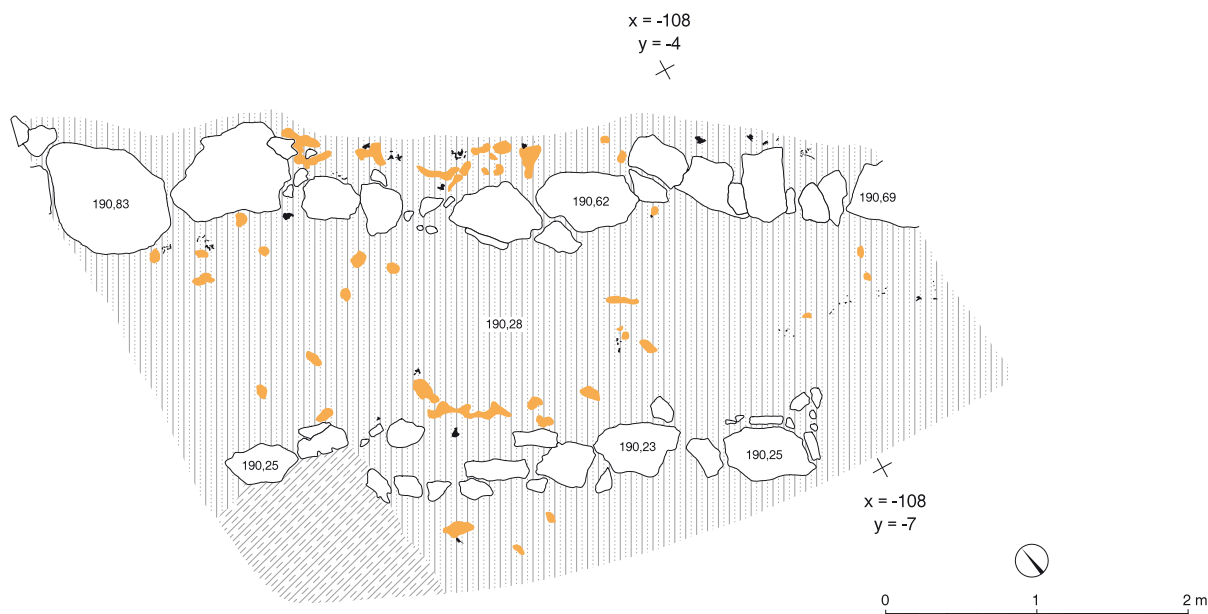 x = -108
y = -4
190,83
190,62
190,69
190,28
190,25
190,23
190,25
x = -108
y = -7
0
1
2 m